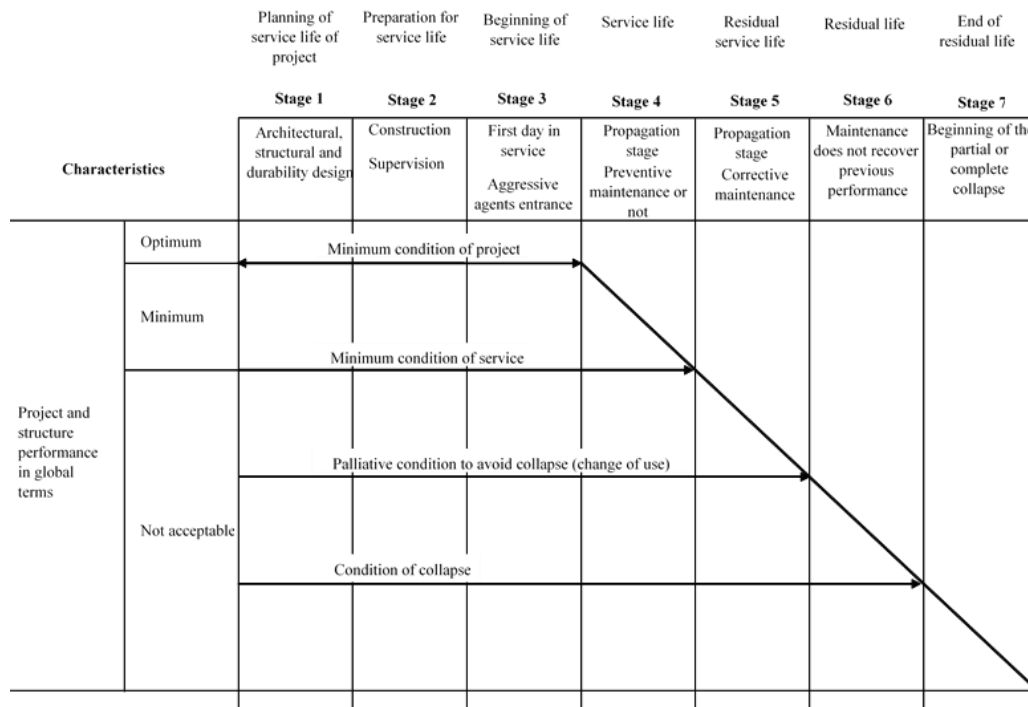 Planning of
service life of
project
Preparation for
service life
Beginning of
service life
Service life
Residual
service life
Residual life
End of
residual life
Stage 1
Stage 2
Stage 3
Stage 4
Stage 5
Stage 6
Stage 7
Characteristics
Architectural,
structural and
durability design
Construction
Supervision
First day in
service
Aggressive
agents entrance
Propagation
stage
Preventive
maintenance or
not
Propagation
stage
Corrective
maintenance
Maintenance
does not recover
previous
performance
Beginning of the
partial or
complete
collapse
Project and
structure
performance
in global
terms
Optimum
Minimum condition of project
Minimum
Minimum condition of service
Not acceptable
Palliative condition to avoid collapse (change of use)
Condition of collapse